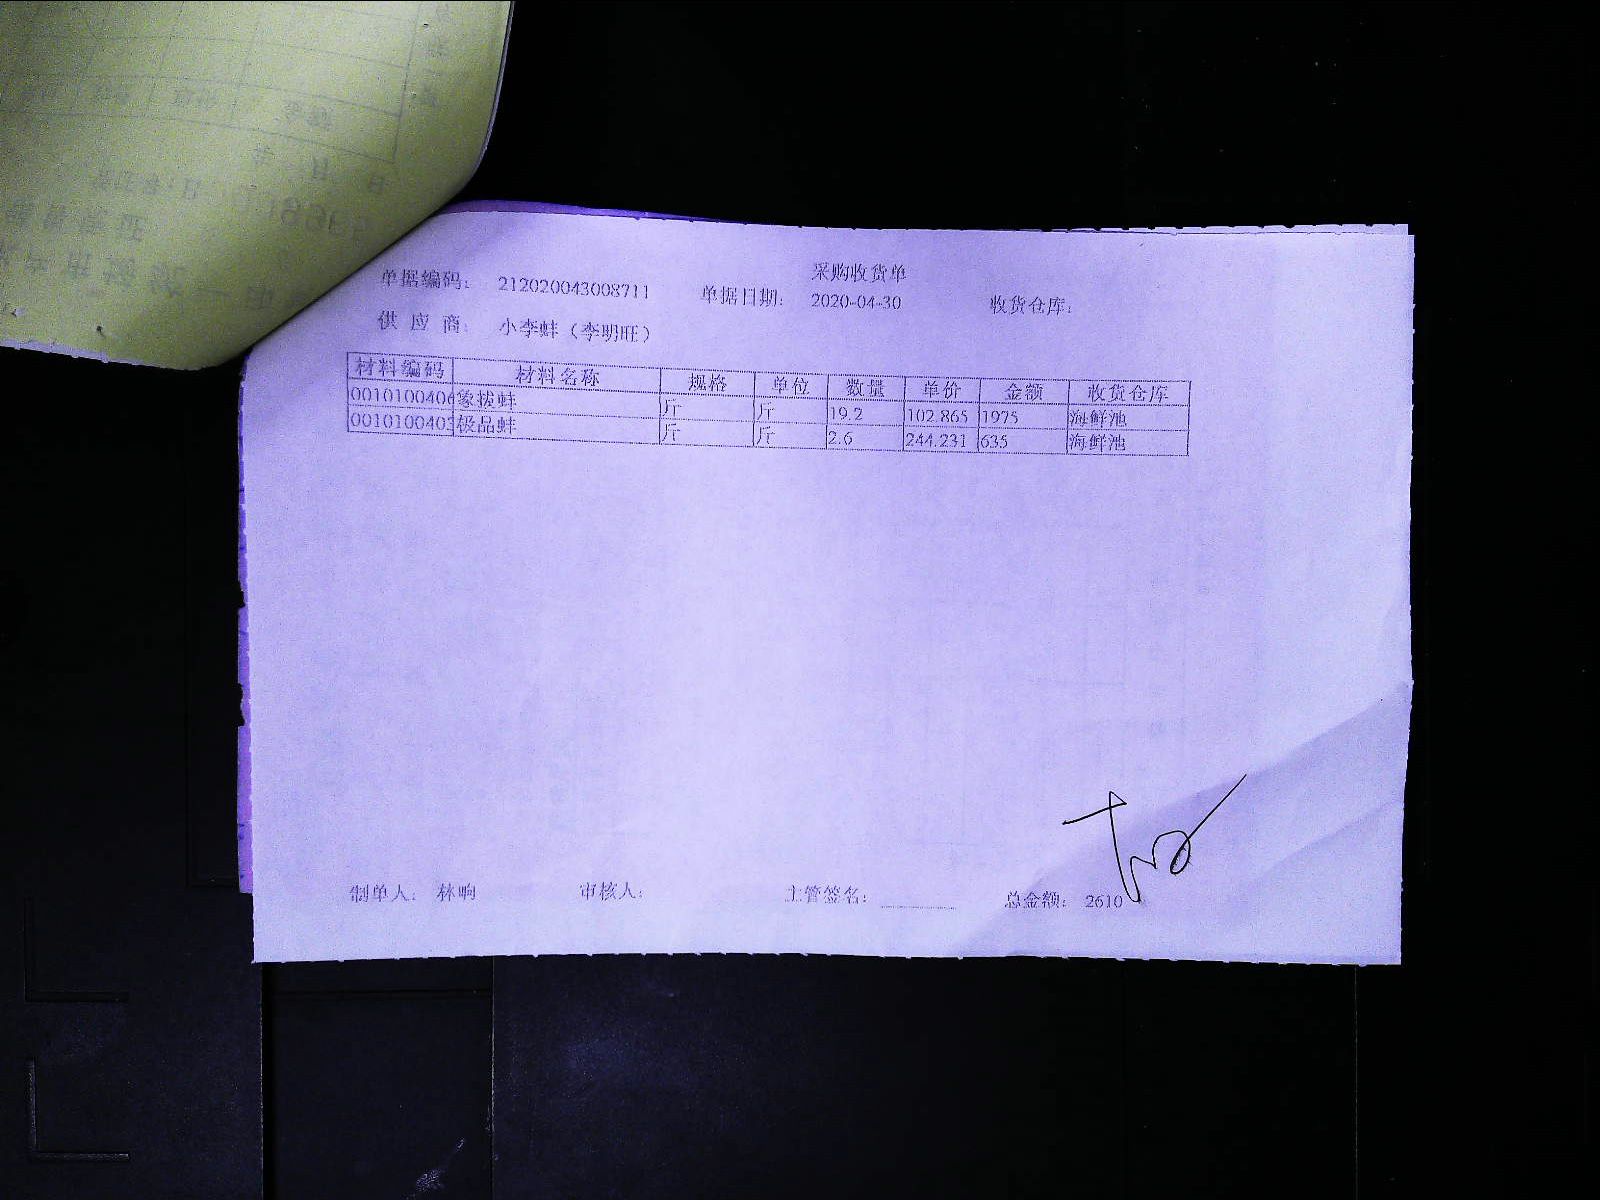 采购收货单
单据编码: 212020043008711 单据日期: 2020-04-30 收货仓库:
供 应 商: 小李蚌（李明旺）
材料编码 材料名称 规格 单位 数量 单价 金额 收货仓库
0010100406 象拔蚌 斤 斤 19.2 102.865 1975 海鲜池
001010040 极品蚌 斤 斤 2.6 244.231 635 海鲜池
制单人: 林晌 审核人: 主管签名: 总金额: 2610